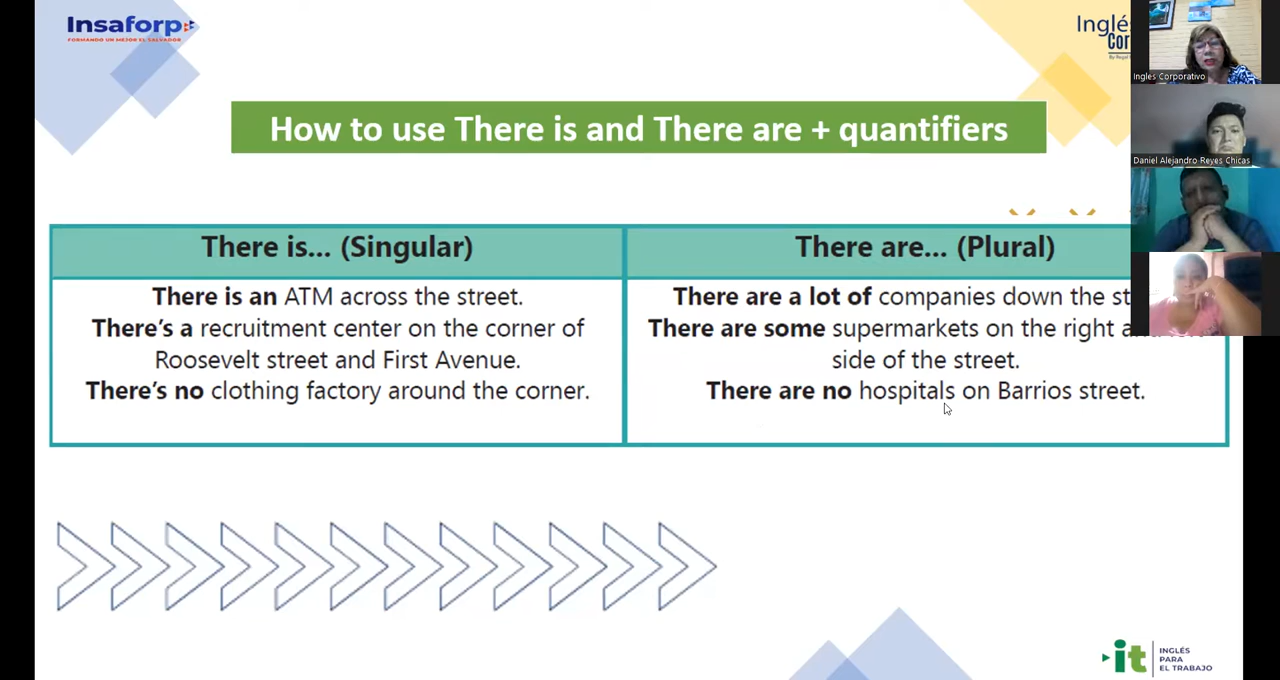 Insaforp
FORMANDO UN MEJOR EL SALVADOR
Inglé
Cor
Ingles Corporativo
Daniel Alejandro Reyes Chicas
How to use There is and There are + quantifiers
There is... (Singular)
There is an ATM across the street.
There's a recruitment center on the corner of
Roosevelt street and First Avenue.
There's no clothing factory around the corner.
There are... (Plural)
There are a lot of companies down the st
There are some supermarkets on the right a
side of the street.
There are no hospitals on Barrios street.
it
INGLÉS
PARA
EL TRABAJO